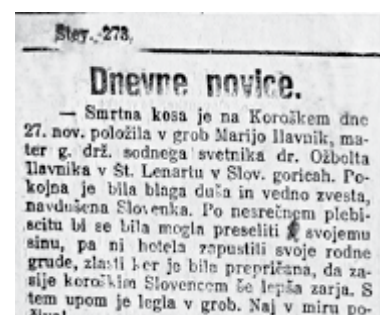 Štev. 273.
Dnevne novice.
— Smrtna kosa je na Koroškem dne
27. nov. položila v grob Marijo Ilavnik, ma-
ter g. drž. sodnega svetnika dr. Ožbolta
Ilavnika v Št. Lenartu v Slov. goricah. Po-
kojna je bila blaga duša in vedno zvesta,
navdušena Slovenka. Po nesrečnem plebi-
scitu bi se bila mogla preseliti k svojemu
sinu, pa ni hotela zapustiti svoje rodne
grude, zlasti ker je bila prepričana, da za-
sije koroškim Slovencem še lepša zarja. S
tem upom je legla v grob. Naj v miru po-